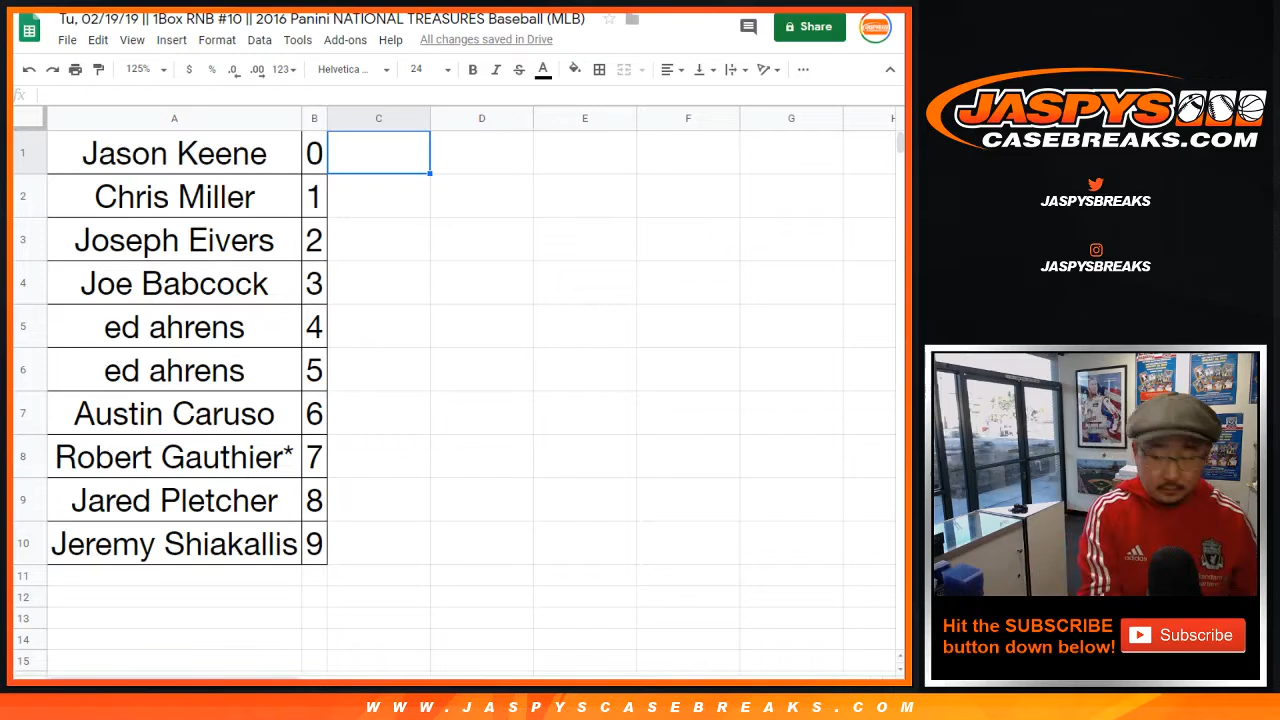 Tu, 02/19/19 || 1Box RNB #10 || 2016 Panini NATIONAL TREASURES Baseball (MLB)
File Edit View Insert Format Data Tools Add-ons Help All changes saved in Drive
Share
125% $ % .0 .00 123 Helvetica ... 24 B I S A ...
fx
A B C D E F G H
1 Jason Keene 0
2 Chris Miller 1
3 Joseph Eivers 2
4 Joe Babcock 3
5 ed ahrens 4
6 ed ahrens 5
7 Austin Caruso 6
8 Robert Gauthier* 7
9 Jared Pletcher 8
10 Jeremy Shiakallis 9
11
12
13
14
15
JASPYS
CASEBREAKS.COM
JASPYSBREAKS
JASPYSBREAKS
adidas
Hit the SUBSCRIBE
button down below!
Subscribe
WWW.JASPYSCASEBREAKS.COM